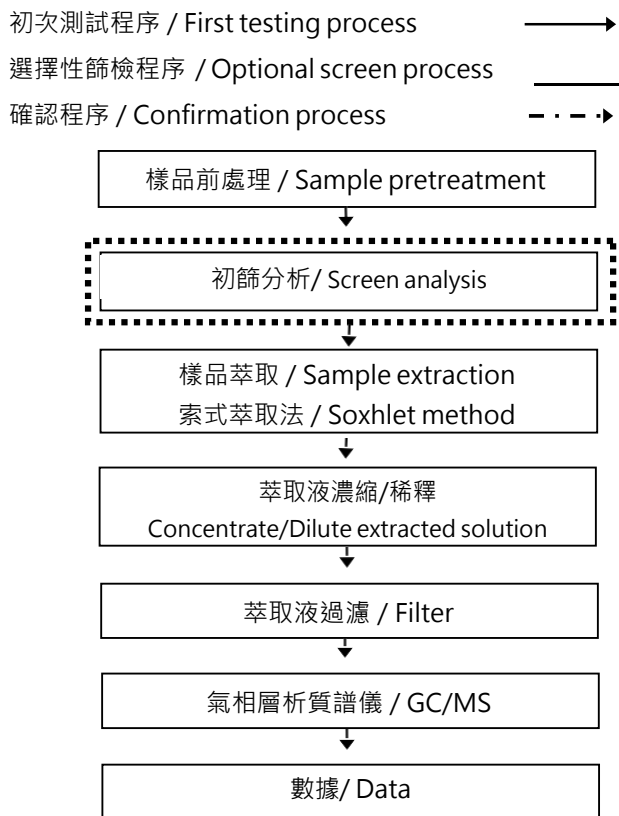 初次測試程序 / First testing process
選擇性篩檢程序 / Optional screen process
確認程序 / Confirmation process
樣品前處理 / Sample pretreatment
初篩分析/ Screen analysis
樣品萃取 / Sample extraction
索式萃取法 / Soxhlet method
萃取液濃縮/稀釋
Concentrate/Dilute extracted solution
萃取液過濾 / Filter
氣相層析質譜儀 / GC/MS
數據/ Data